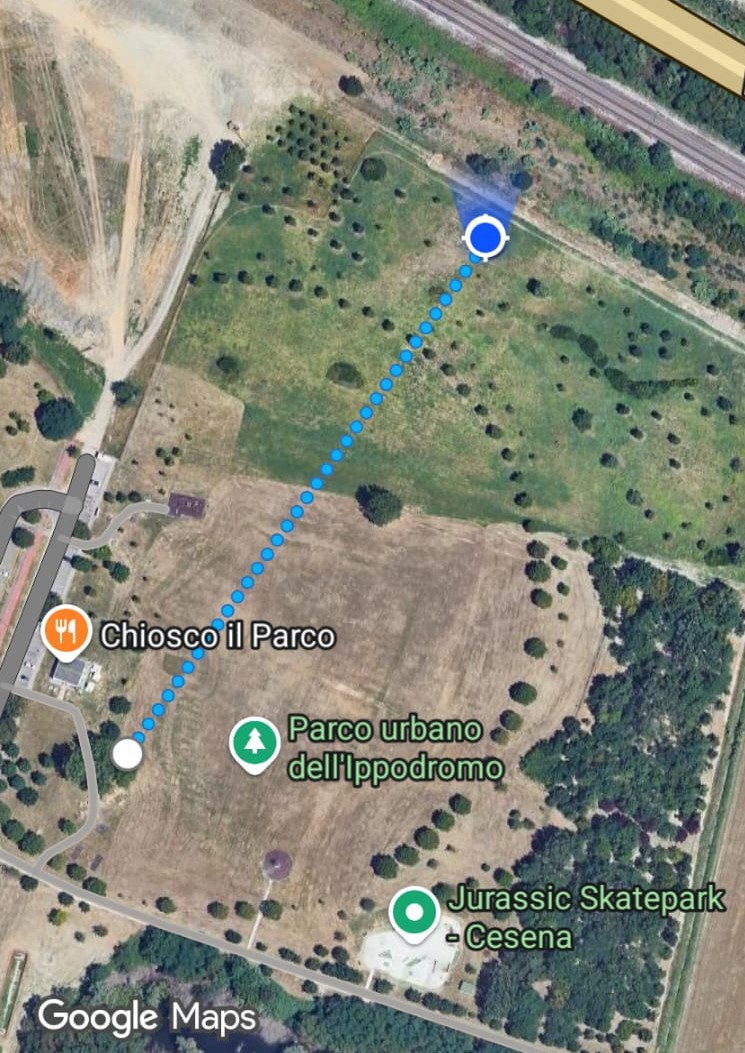 Chiosco il Parco
Parco urbano
dell'Ippodromo
Jurassic Skatepark
- Cesena
Google Maps